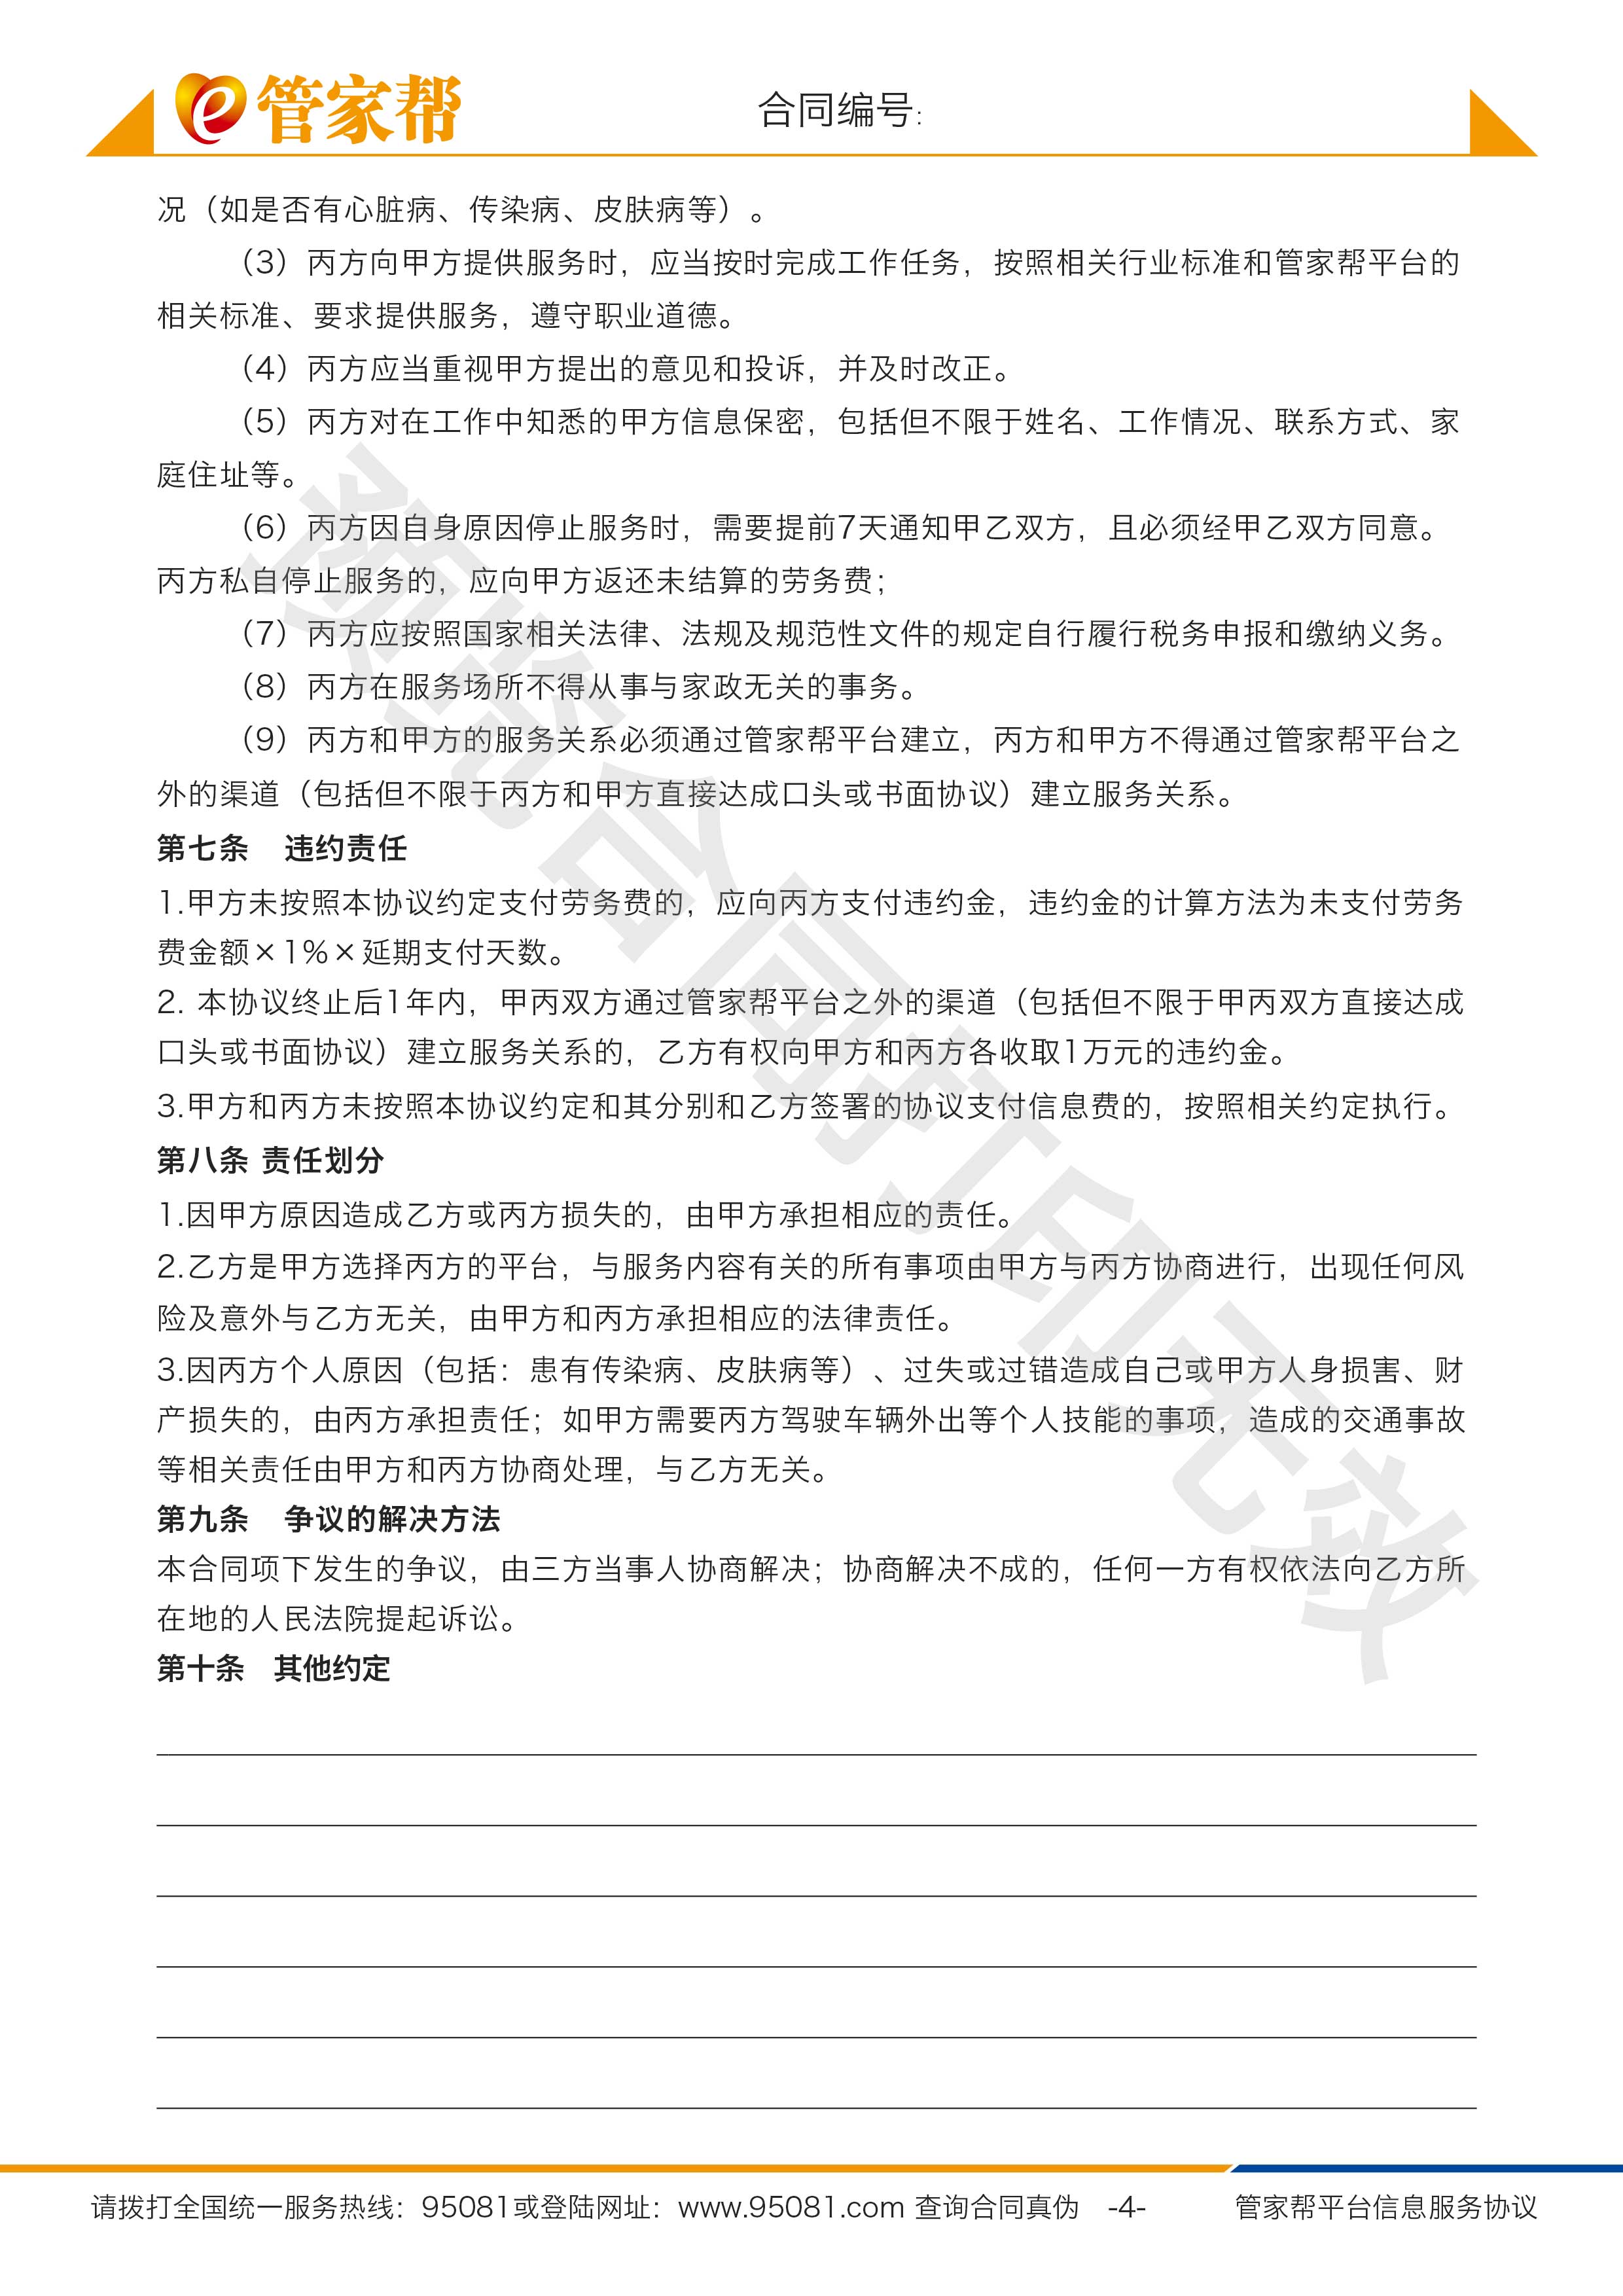 e管家帮
合同编号：
况（如是否有心脏病、传染病、皮肤病等）。
（3）丙方向甲方提供服务时，应当按时完成工作任务，按照相关行业标准和管家帮平台的
相关标准、要求提供服务，遵守职业道德。
（4）丙方应当重视甲方提出的意见和投诉，并及时改正。
（5）丙方对在工作中知悉的甲方信息保密，包括但不限于姓名、工作情况、联系方式、家
庭住址等。
（6）丙方因自身原因停止服务时，需要提前7天通知甲乙双方，且必须经甲乙双方同意。
丙方私自停止服务的，应向甲方返还未结算的劳务费；
（7）丙方应按照国家相关法律、法规及规范性文件的规定自行履行税务申报和缴纳义务。
（8）丙方在服务场所不得从事与家政无关的事务。
（9）丙方和甲方的服务关系必须通过管家帮平台建立，丙方和甲方不得通过管家帮平台之
外的渠道（包括但不限于丙方和甲方直接达成口头或书面协议）建立服务关系。
第七条　违约责任
1.甲方未按照本协议约定支付劳务费的，应向丙方支付违约金，违约金的计算方法为未支付劳务
费金额×1%×延期支付天数。
2. 本协议终止后1年内，甲丙双方通过管家帮平台之外的渠道（包括但不限于甲丙双方直接达成
口头或书面协议）建立服务关系的，乙方有权向甲方和丙方各收取1万元的违约金。
3.甲方和丙方未按照本协议约定和其分别和乙方签署的协议支付信息费的，按照相关约定执行。
第八条 责任划分
1.因甲方原因造成乙方或丙方损失的，由甲方承担相应的责任。
2.乙方是甲方选择丙方的平台，与服务内容有关的所有事项由甲方与丙方协商进行，出现任何风
险及意外与乙方无关，由甲方和丙方承担相应的法律责任。
3.因丙方个人原因（包括：患有传染病、皮肤病等）、过失或过错造成自己或甲方人身损害、财
产损失的，由丙方承担责任；如甲方需要丙方驾驶车辆外出等个人技能的事项，造成的交通事故
等相关责任由甲方和丙方协商处理，与乙方无关。
第九条　争议的解决方法
本合同项下发生的争议，由三方当事人协商解决；协商解决不成的，任何一方有权依法向乙方所
在地的人民法院提起诉讼。
第十条　其他约定
预览合同打印无效
请拨打全国统一服务热线：95081或登陆网址：www.95081.com 查询合同真伪　-4-　管家帮平台信息服务协议